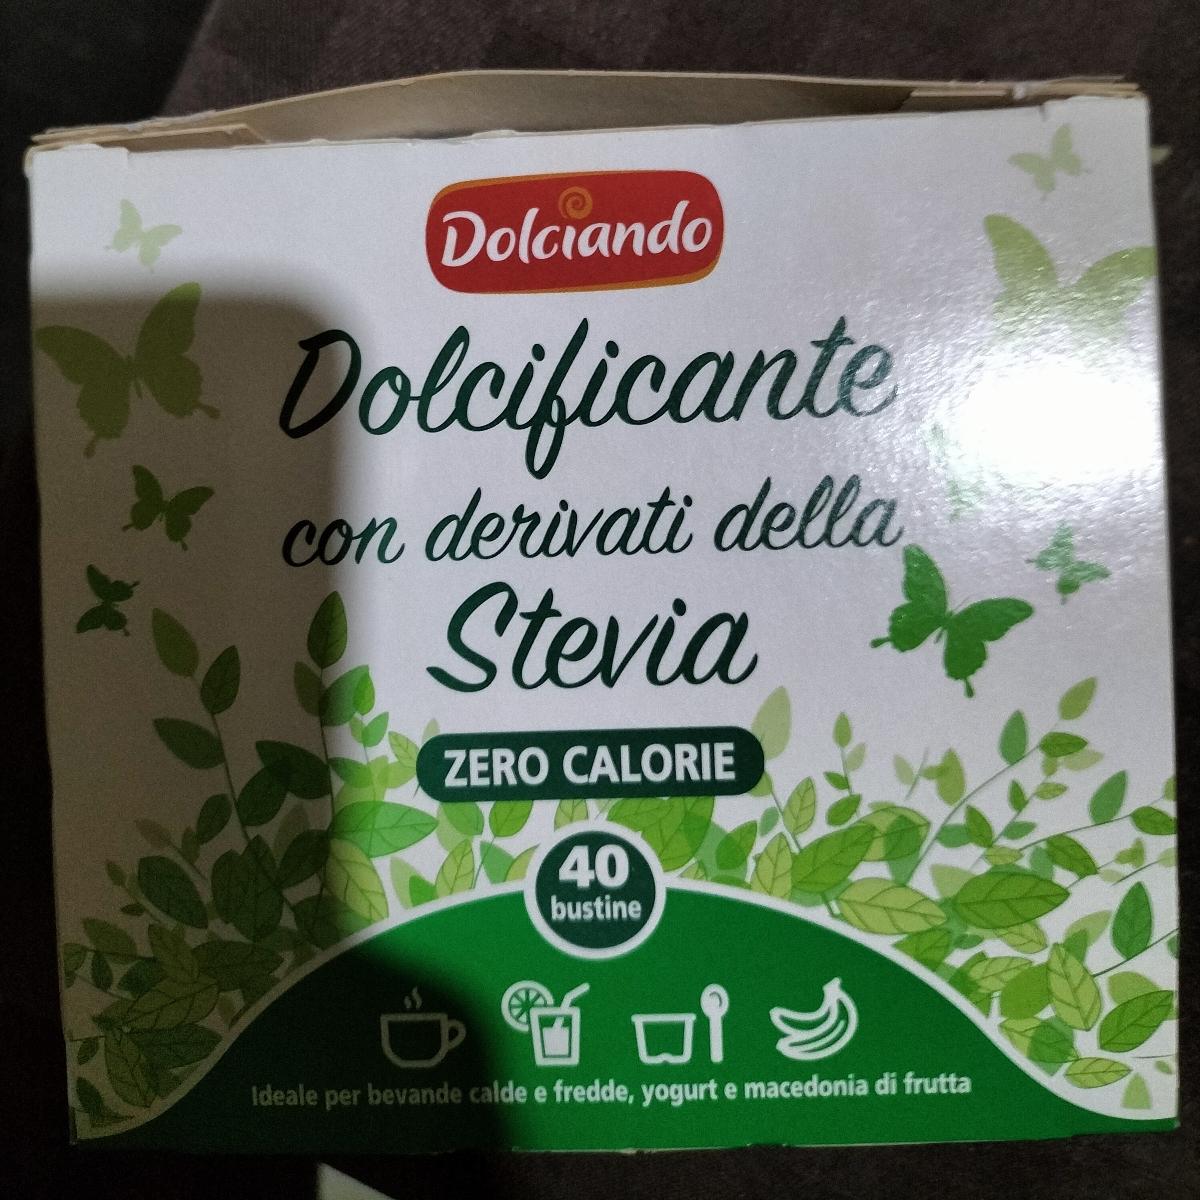 Dolciando
Dolcificante
con derivati della
Stevia
ZERO CALORIE
40
bustine
Ideale per bevande calde e fredde, yogurt e macedonia di frutta